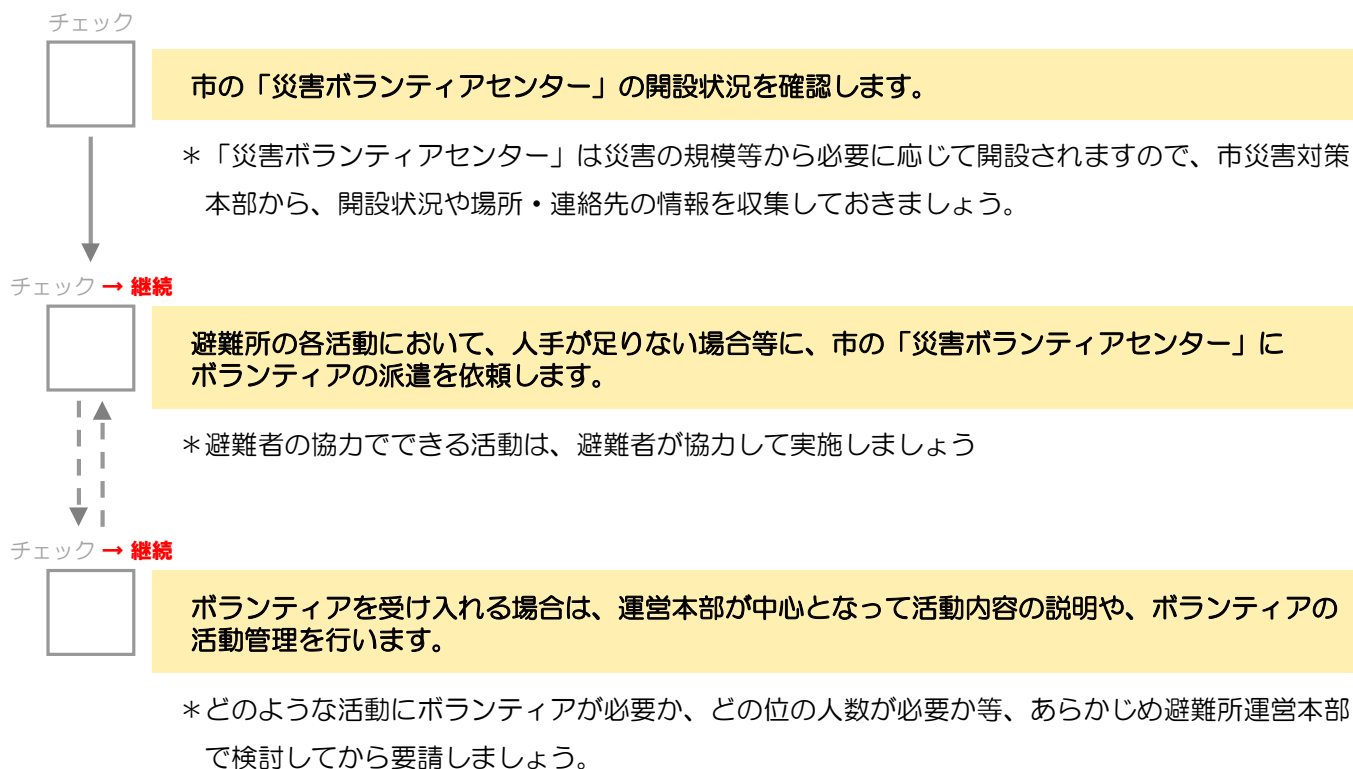 チェック
市の「災害ボランティアセンター」の開設状況を確認します。
＊「災害ボランティアセンター」は災害の規模等から必要に応じて開設されますので、市災害対策
本部から、開設状況や場所・連絡先の情報を収集しておきましょう。
チェック → 継続
避難所の各活動において、人手が足りない場合等に、市の「災害ボランティアセンター」に
ボランティアの派遣を依頼します。
＊避難者の協力でできる活動は、避難者が協力して実施しましょう
チェック → 継続
ボランティアを受け入れる場合は、運営本部が中心となって活動内容の説明や、ボランティアの
活動管理を行います。
＊どのような活動にボランティアが必要か、どの位の人数が必要か等、あらかじめ避難所運営本部
で検討してから要請しましょう。